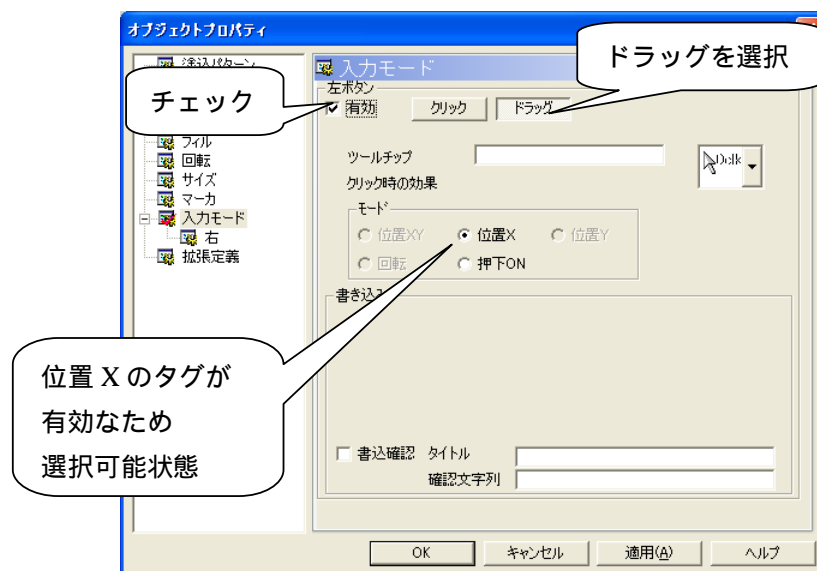 オブジェクトプロパティ
ドラッグを選択
チェック
塗込パターン
フィル
回転
サイズ
マーカ
入力モード
右
拡張定義
入力モード
左ボタン
有効 クリック ドラッグ
ツールチップ
クリック時の効果
モード
位置XY 位置X 位置Y
回転 押下ON
書き込み
位置 X のタグが
有効なため
選択可能状態
書込確認 タイトル
確認文字列
OK キャンセル 適用(A) ヘルプ